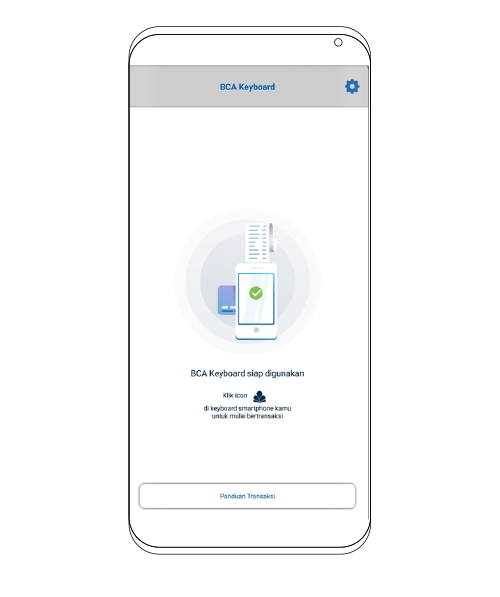 BCA Keyboard
BCA Keyboard siap digunakan
Klik icon
di keyboard smartphone kamu
untuk mulai bertransaksi
Panduan Transaksi